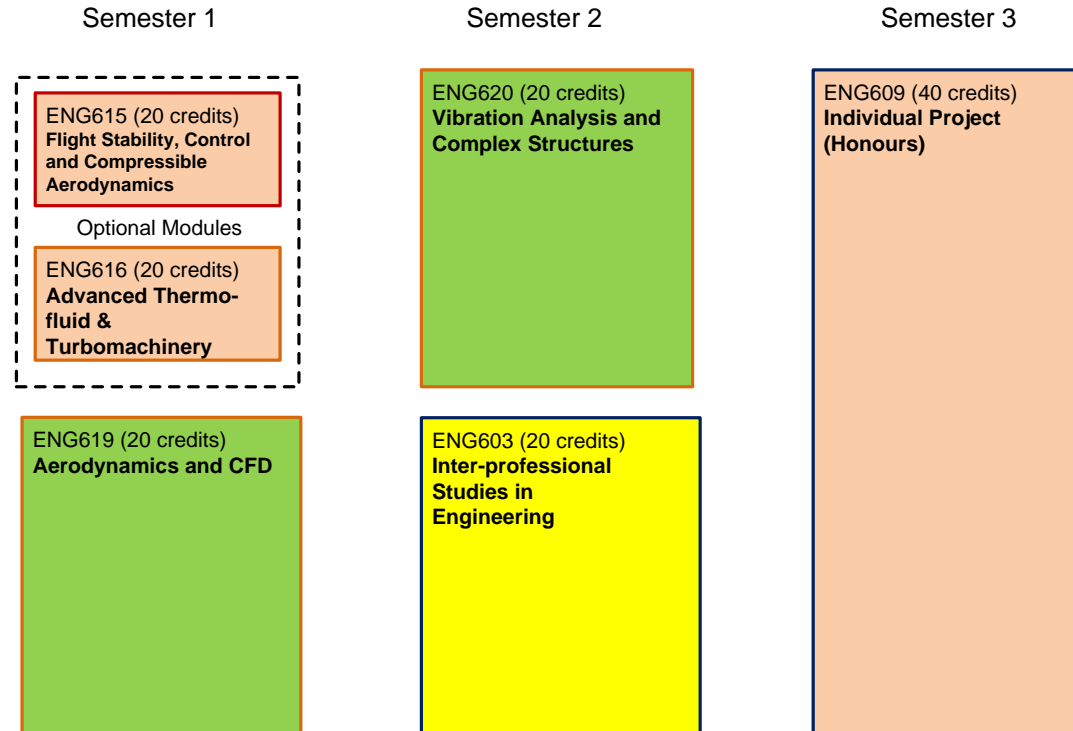 Semester 1
Semester 2
Semester 3
ENG615 (20 credits)
Flight Stability, Control
and Compressible
Aerodynamics
Optional Modules
ENG616 (20 credits)
Advanced Thermo-
fluid &
Turbomachinery
ENG619 (20 credits)
Aerodynamics and CFD
ENG620 (20 credits)
Vibration Analysis and
Complex Structures
ENG603 (20 credits)
Inter-professional
Studies in
Engineering
ENG609 (40 credits)
Individual Project
(Honours)